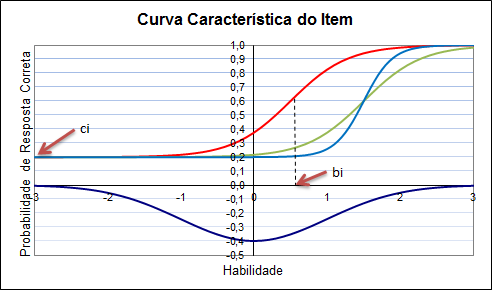 Curva Característica do Item
Probabilidade de Resposta Correta
1,0
0,9
0,8
0,7
0,6
0,5
0,4
0,3
0,2
0,1
0,0
-0,1
-0,2
-0,3
-0,4
-0,5
ci
bi
-3 -2 -1 0 1 2 3
Habilidade